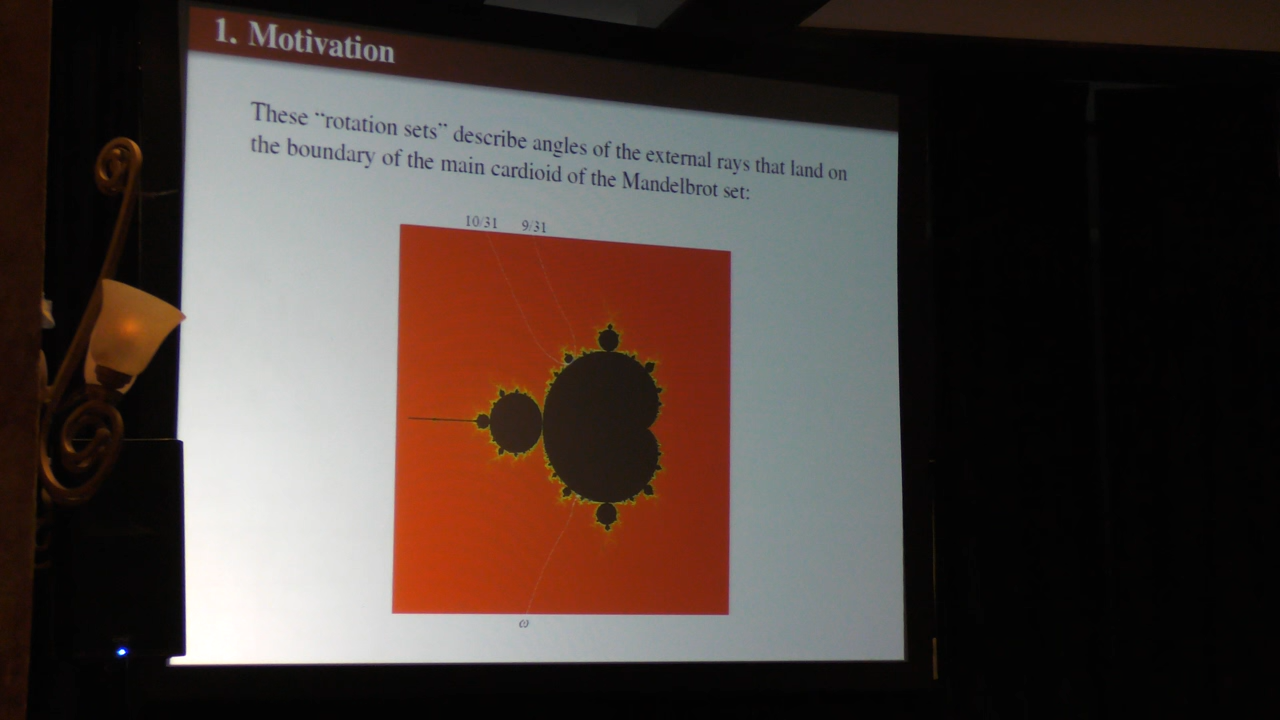 1. Motivation
These “rotation sets” describe angles of the external rays that land on
the boundary of the main cardioid of the Mandelbrot set:
10/31 9/31
ω